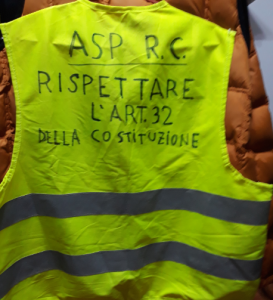 ASP R.C.
RISPETTARE
L'ART.32
DELLA COSTITUZIONE